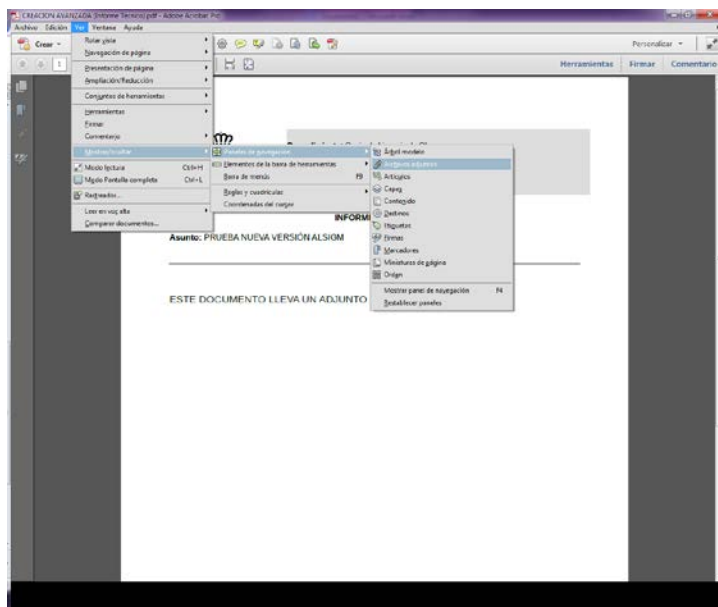 CREACION AVANZADA (Informe Tecnico).pdf - Adobe Acrobat Pro
Archivo Edición Ver Ventana Ayuda
Crear
Personalizar
1
Herramientas Firmar Comentario
Rotar vista
Navegación de página
Presentación de página
Ampliación/Reducción
Conjuntos de herramientas
Herramientas
Firmar
Comentario
Mostrar/ocultar
Modo lectura Ctrl+H
Modo Pantalla completa Ctrl+L
Rastreador...
Leer en voz alta
Comparar documentos...
Paneles de navegación
Elementos de la barra de herramientas
Barra de menús F9
Reglas y cuadrículas
Coordenadas del cursor
Árbol modelo
Archivos adjuntos
Artículos
Capas
Contenido
Destinos
Etiquetas
Firmas
Marcadores
Miniaturas de página
Orden
Mostrar panel de navegación F4
Restablecer paneles
INFORM
Asunto: PRUEBA NUEVA VERSIÓN ALSIGM
ESTE DOCUMENTO LLEVA UN ADJUNTO